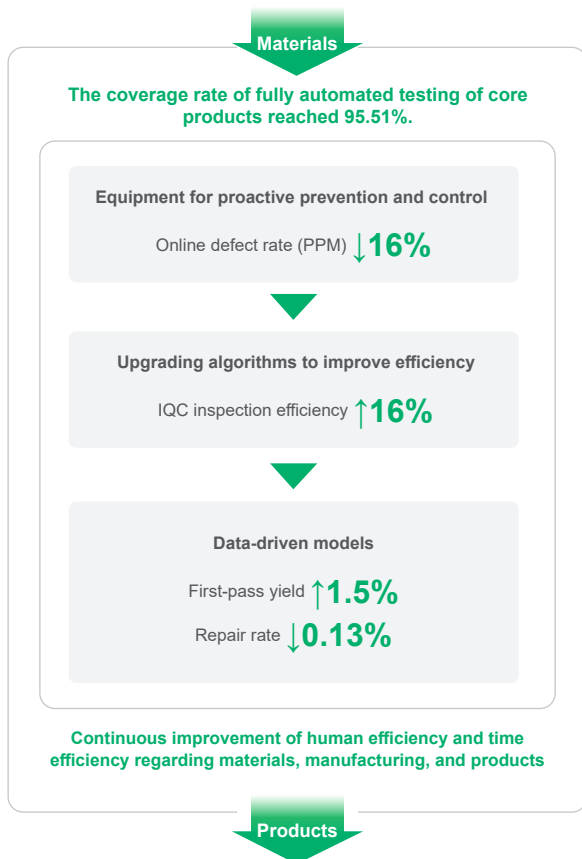 Materials
The coverage rate of fully automated testing of core
products reached 95.51%.
Equipment for proactive prevention and control
Online defect rate (PPM) ↓16%
Upgrading algorithms to improve efficiency
IQC inspection efficiency ↑16%
Data-driven models
First-pass yield ↑1.5%
Repair rate ↓0.13%
Continuous improvement of human efficiency and time
efficiency regarding materials, manufacturing, and products
Products